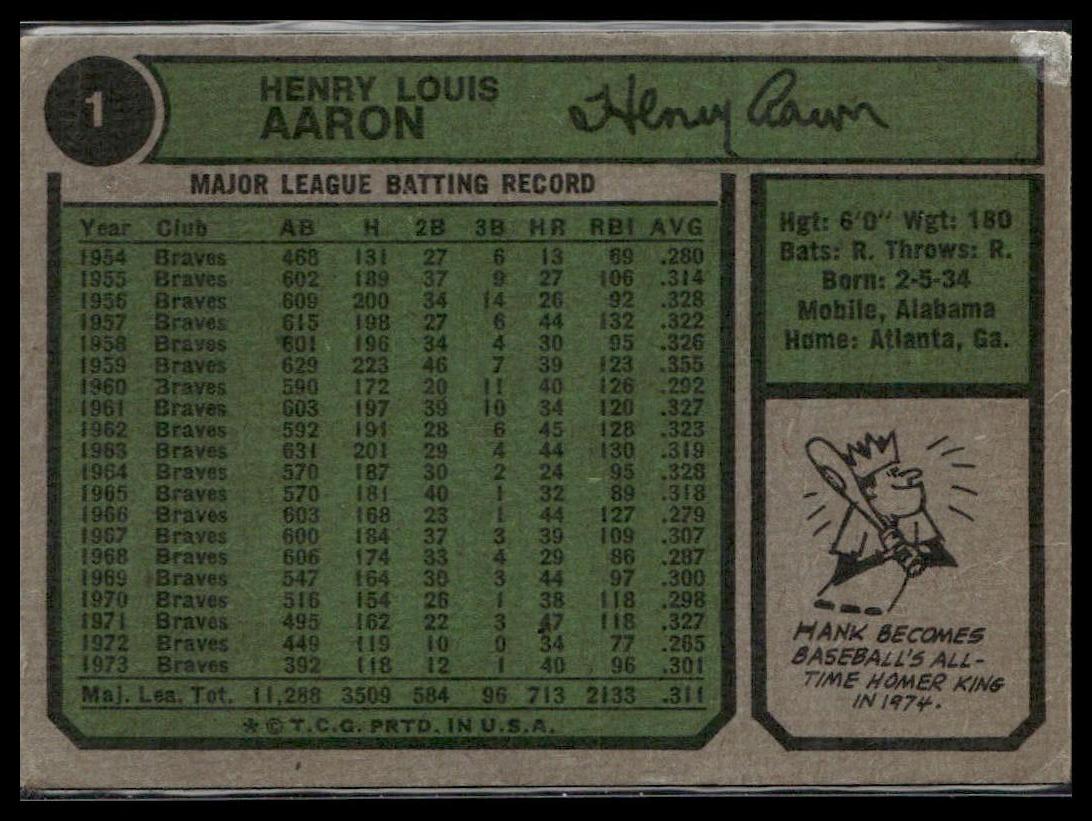 1
HENRY LOUIS
AARON
Henry Aaron
MAJOR LEAGUE BATTING RECORD
Year Club AB H 2B 3B HR RBI AVG
1954 Braves 468 131 27 6 13 69 .280
1955 Braves 602 189 37 9 27 106 .314
1956 Braves 609 200 34 14 26 92 .328
1957 Braves 615 198 27 6 44 132 .322
1958 Braves 601 196 34 4 30 95 .326
1959 Braves 629 223 46 7 39 123 .355
1960 Braves 590 172 20 11 40 126 .292
1961 Braves 603 197 39 10 34 120 .327
1962 Braves 592 191 28 6 45 128 .323
1963 Braves 631 201 29 4 44 130 .319
1964 Braves 570 187 30 2 24 95 .328
1965 Braves 570 181 40 1 32 89 .318
1966 Braves 603 168 23 1 44 127 .279
1967 Braves 600 184 37 3 39 109 .307
1968 Braves 606 174 33 4 29 86 .287
1969 Braves 547 164 30 3 44 97 .300
1970 Braves 516 154 26 1 38 118 .298
1971 Braves 495 162 22 3 47 118 .327
1972 Braves 449 119 10 0 34 77 .265
1973 Braves 392 118 12 1 40 96 .301
Maj. Lea. Tot. 11,288 3509 584 96 713 2133 .311
* © T.C.G. PRTD. IN U.S.A.
Hgt: 6'0" Wgt: 180
Bats: R. Throws: R.
Born: 2-5-34
Mobile, Alabama
Home: Atlanta, Ga.
HANK BECOMES
BASEBALL'S ALL-
TIME HOMER KING
IN 1974.